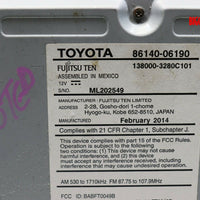 TOYOTA 86140-06190
FUJITSU TEN 138000-3280C101
ASSEMBLED IN MEXICO
12V
SERIAL NO.
ML202549
MANUFACTURER : FUJITSU TEN LIMITED
ADDRESS : 2-28, Gosho-dori 1-chome
Hyogo-ku, Kobe 652-8510, JAPAN
MANUFACTURED February 2014
Complies with 21 CFR Chapter 1, Subchapter J.
This device complies with part 15 of the FCC Rules.
Operation is subject to the following two conditions:
(1) This device may not cause harmful interference, and
(2) this device must accept any interference
received, including interference that may
cause undesired operation.
AM 530 to 1710kHz FM 87.75 to 107.9MHz
FCC ID : BABFT0049B